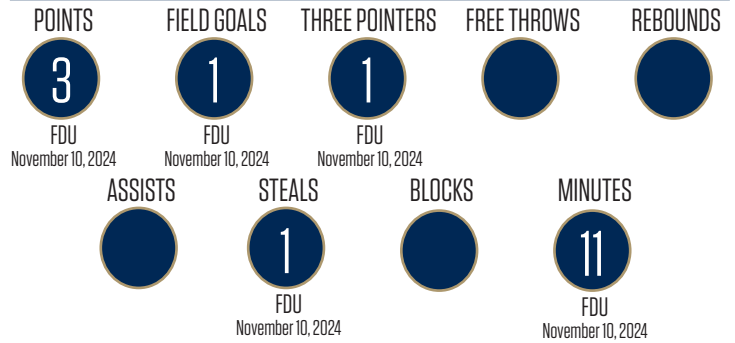 POINTS FIELD GOALS THREE POINTERS FREE THROWS REBOUNDS
3 1 1
FDU FDU FDU
November 10, 2024 November 10, 2024 November 10, 2024
ASSISTS STEALS BLOCKS MINUTES
1 11
FDU FDU
November 10, 2024 November 10, 2024